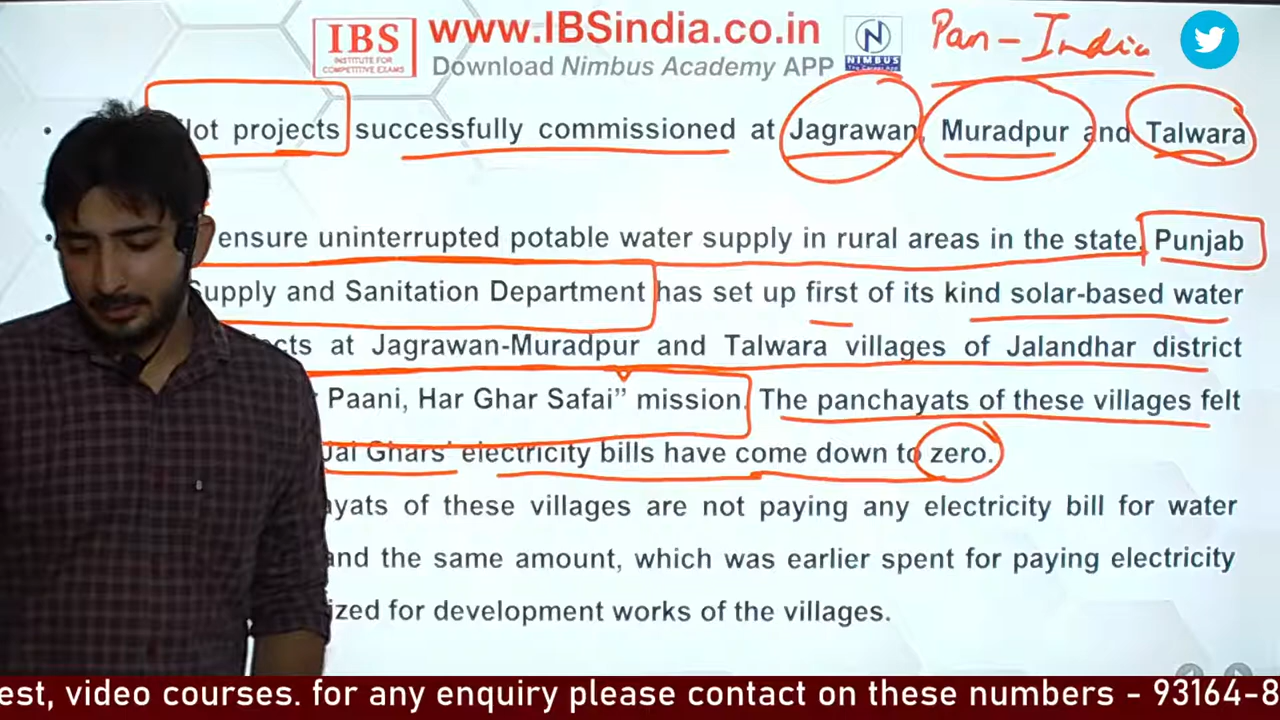 www.IBSindia.co.in
IBS
INSTITUTE FOR
COMPETITIVE EXAMS
Download Nimbus Academy APP
NIMBUS
Pan-India
projects successfully commissioned at Jagrawan, Muradpur and Talwara
ensure uninterrupted potable water supply in rural areas in the state, Punjab
Supply and Sanitation Department has set up first of its kind solar-based water
at Jagrawan-Muradpur and Talwara villages of Jalandhar district
Paani, Har Ghar Safai” mission. The panchayats of these villages felt
Jal Ghars’ electricity bills have come down to zero.
of these villages are not paying any electricity bill for water
and the same amount, which was earlier spent for paying electricity
ized for development works of the villages.
est, video courses. for any enquiry please contact on these numbers - 93164-8